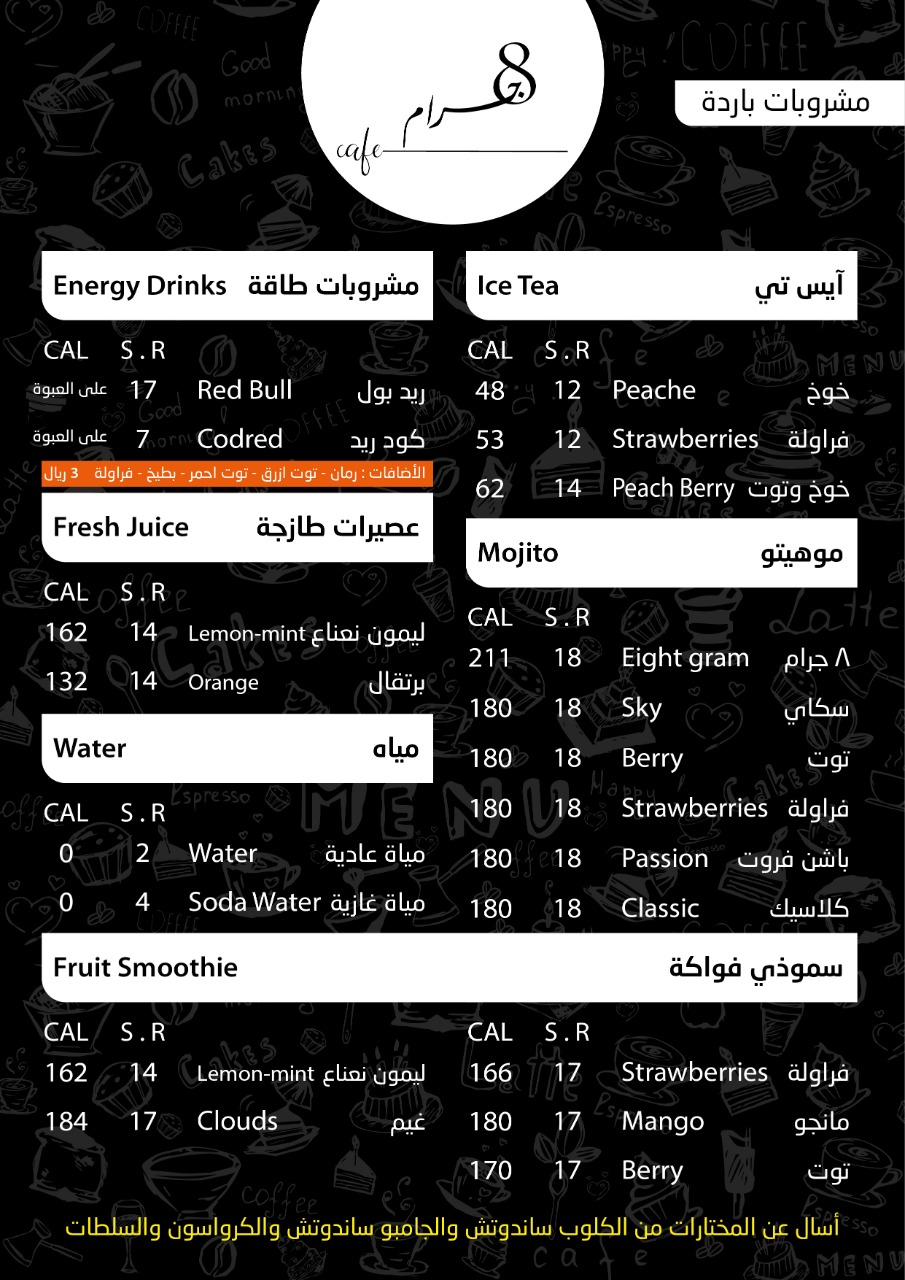 8 جرام
cafe
مشروبات باردة
Energy Drinks مشروبات طاقة
CAL S . R
على العبوة 17 Red Bull ريد بول
على العبوة 7 Codred كود ريد
الأضافات : رمان - توت ازرق - توت احمر - بطيخ - فراولة 3 ريال
Fresh Juice عصيرات طازجة
CAL S . R
162 14 Lemon-mint ليمون نعناع
132 14 Orange برتقال
Water مياه
CAL S . R
0 2 Water مياة عادية
0 4 Soda Water مياة غازية
Ice Tea آيس تي
CAL S . R
48 12 Peache خوخ
53 12 Strawberries فراولة
62 14 Peach Berry خوخ وتوت
Mojito موهيتو
CAL S . R
211 18 Eight gram ٨ جرام
180 18 Sky سكاي
180 18 Berry توت
180 18 Strawberries فراولة
180 18 Passion باشن فروت
180 18 Classic كلاسيك
Fruit Smoothie سموذي فواكة
CAL S . R
162 14 Lemon-mint ليمون نعناع
184 17 Clouds غيم
CAL S . R
166 17 Strawberries فراولة
180 17 Mango مانجو
170 17 Berry توت
أسال عن المختارات من الكلوب ساندوتش والجامبو ساندوتش والكرواسون والسلطات